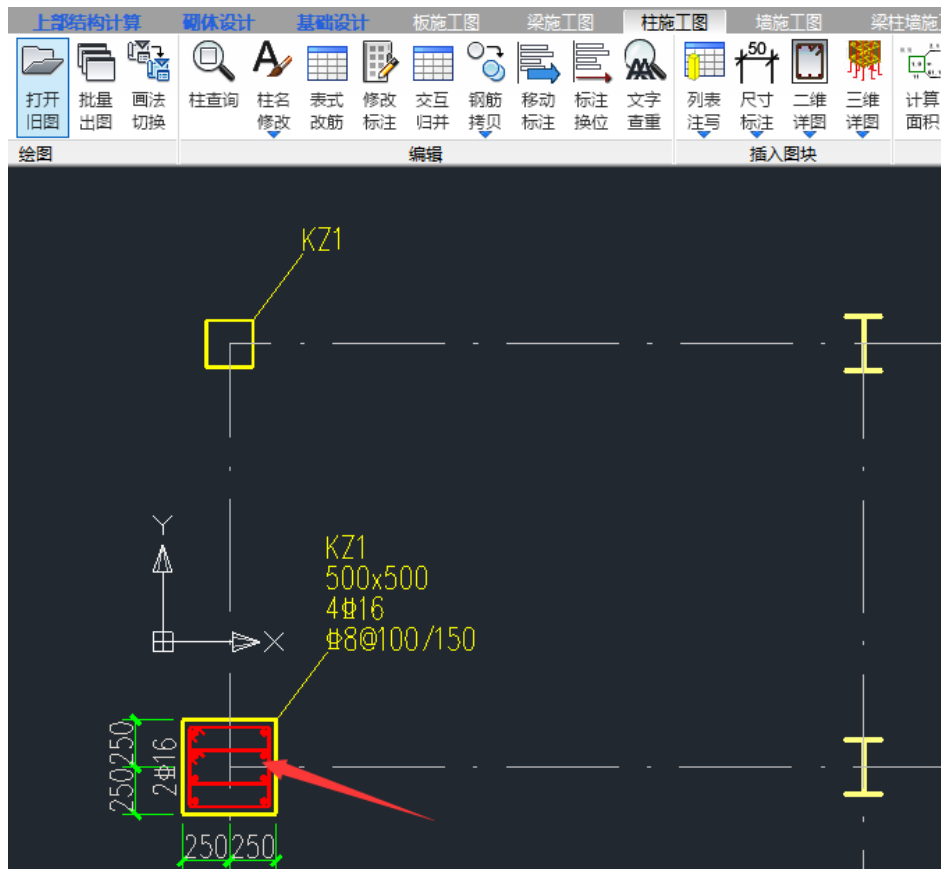 上部结构计算 砌体设计 基础设计 板施工图 梁施工图 柱施工图 墙施工图 梁柱墙施
打开旧图 批量出图 画法切换 柱查询 柱名修改 表式改筋 修改标注 交互归并 钢筋拷贝 移动标注 标注换位 文字查重 列表注写 50 尺寸标注 二维详图 三维详图 计算面积
绘图 编辑 插入图块
KZ1
Y
X
KZ1
500x500
4⏀16
⏀8@100/150
250 250
2⏀16
250 250